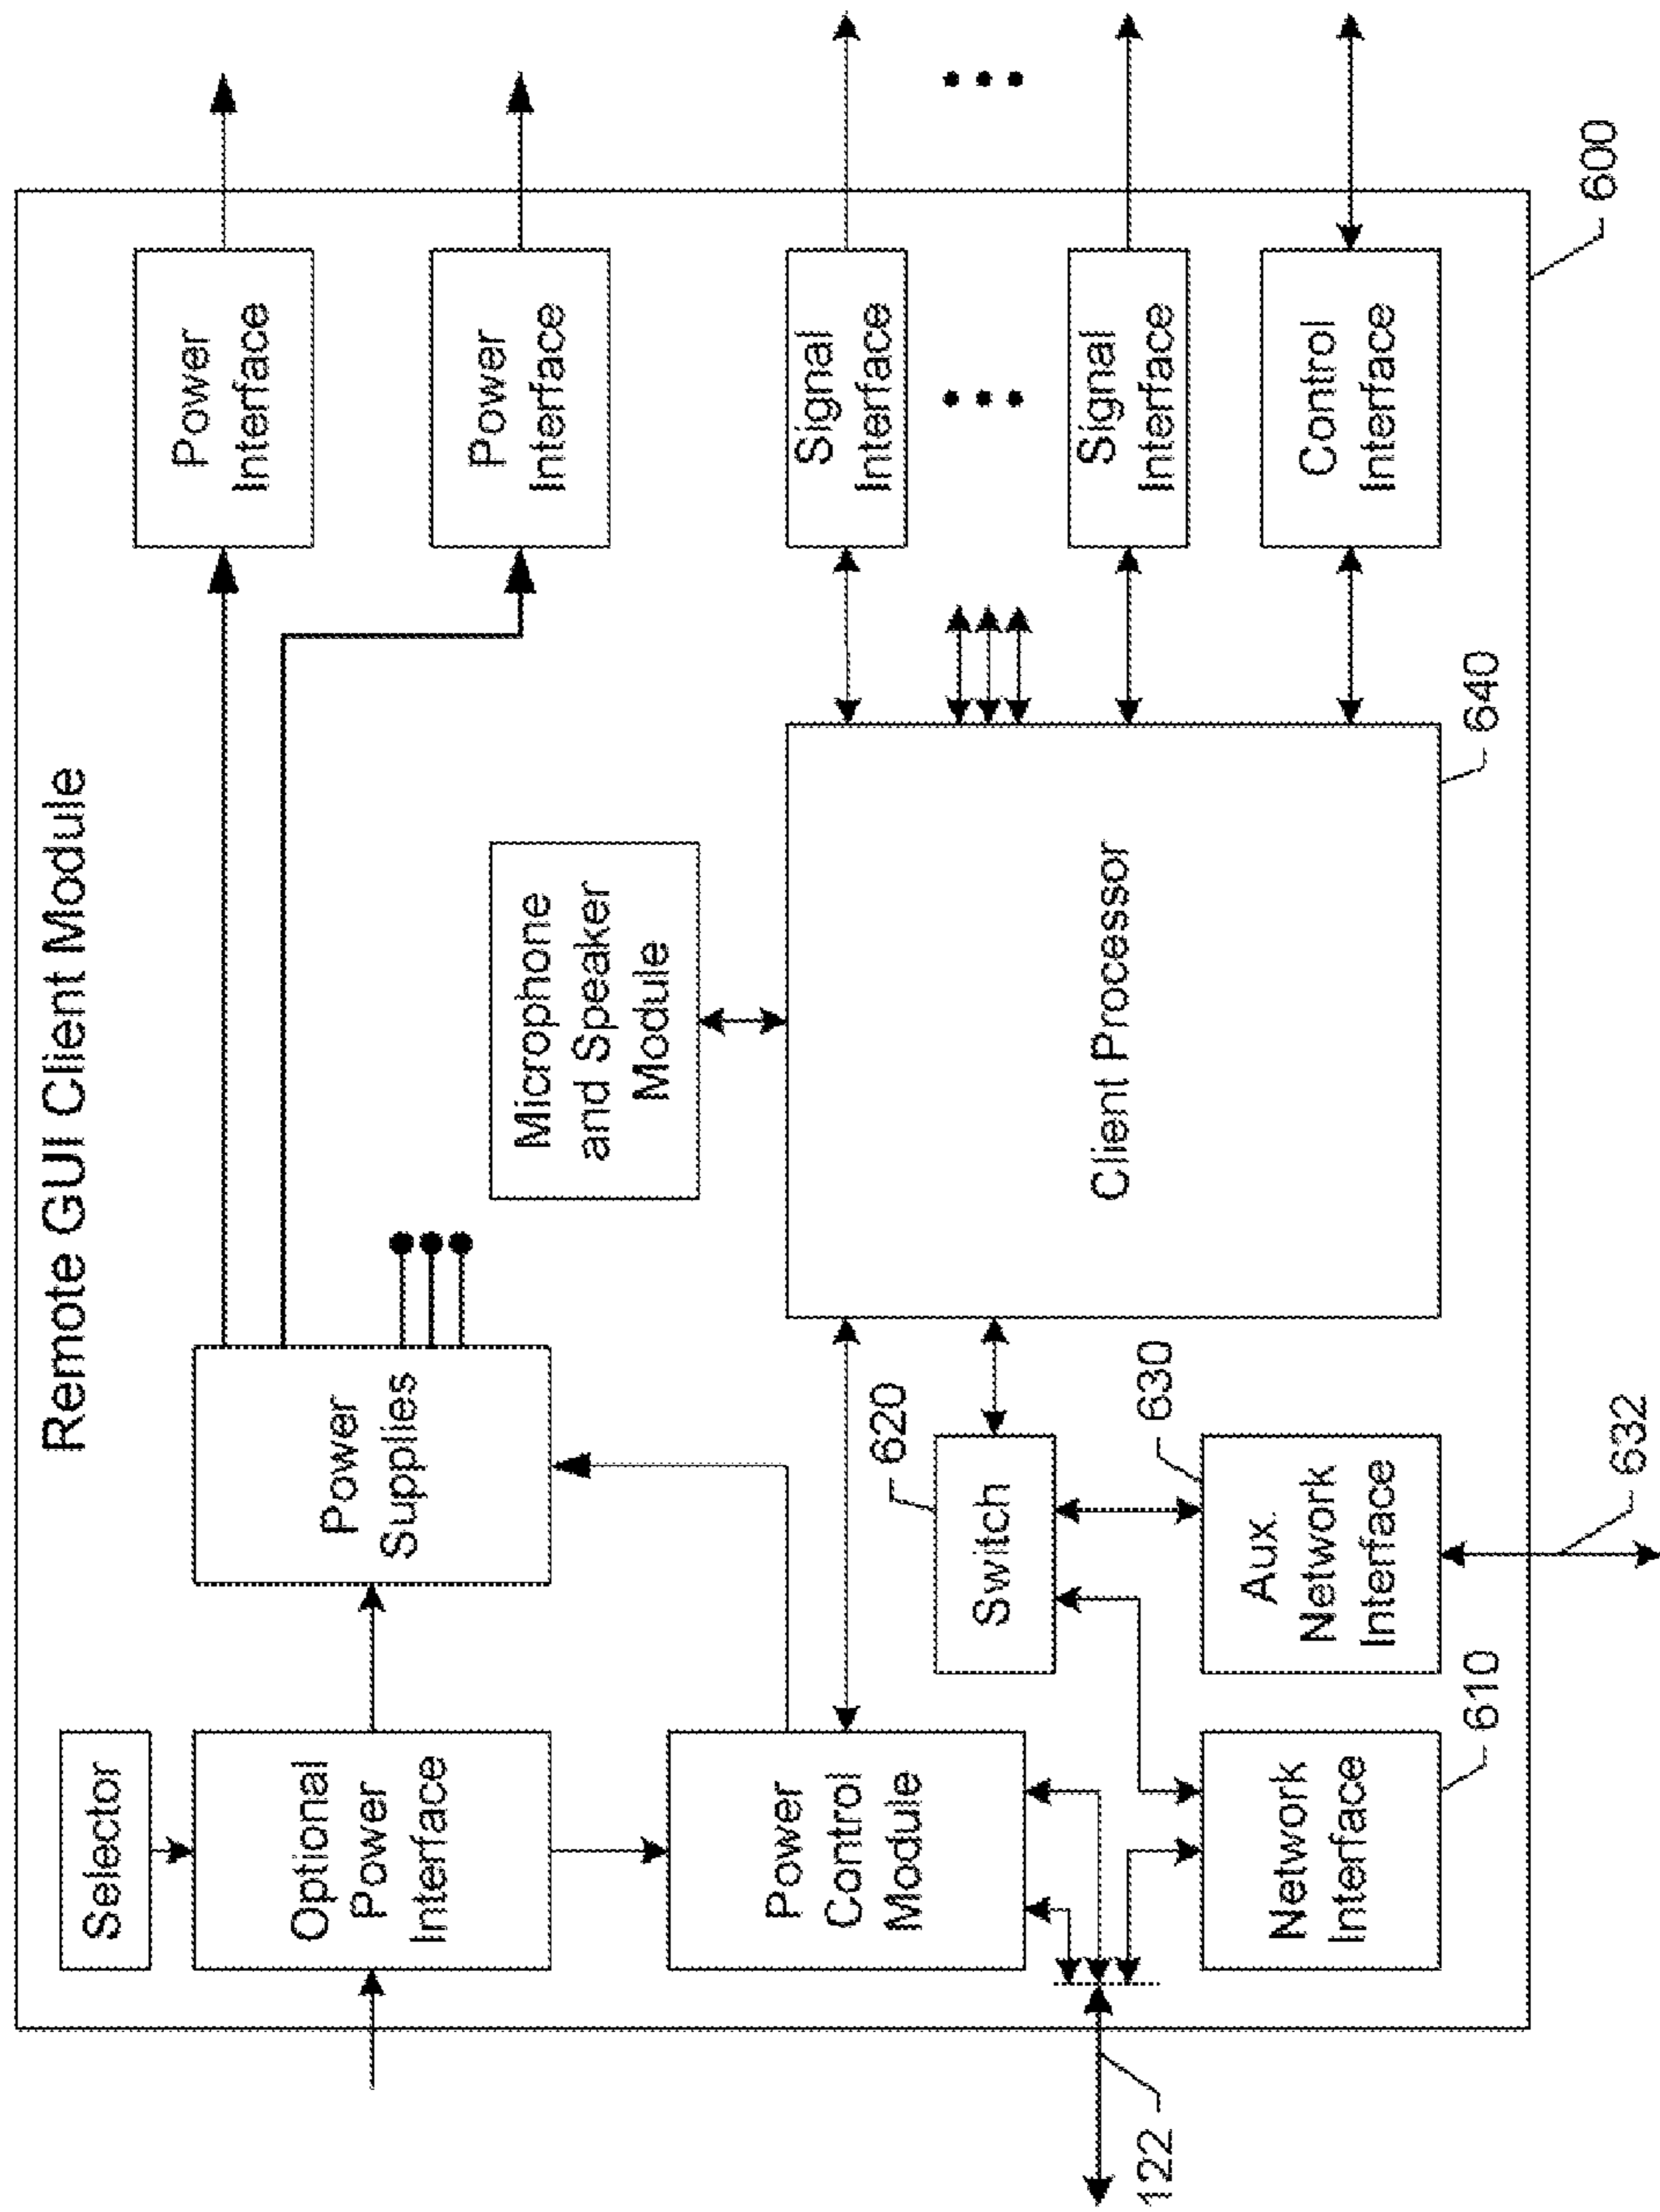 Remote GUI Client Module
Selector
Optional
Power
Interface
Power
Supplies
Power
Interface
Power
Interface
Microphone
and Speaker
Module
Power
Control
Module
Switch
620
Client Processor
640
Signal
Interface
Signal
Interface
Control
Interface
122
Network
Interface
610
Aux.
Network
Interface
630
632
600